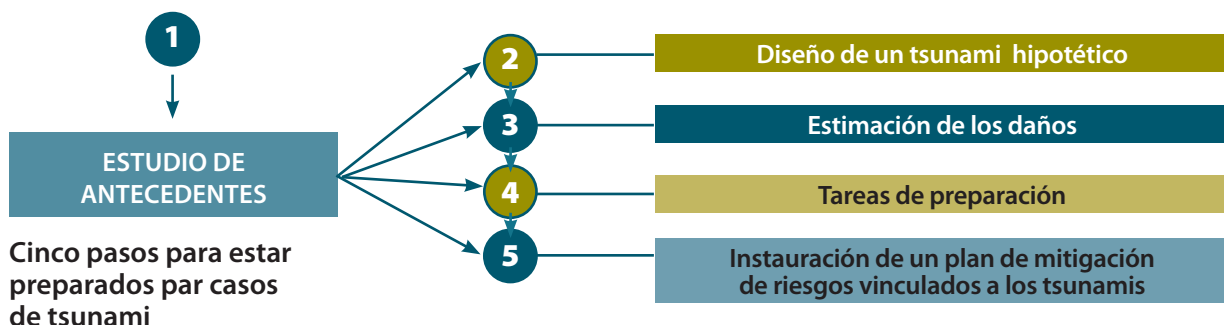 1
ESTUDIO DE
ANTECEDENTES
Cinco pasos para estar
preparados par casos
de tsunami
2
Diseño de un tsunami hipotético
3
Estimación de los daños
4
Tareas de preparación
5
Instauración de un plan de mitigación
de riesgos vinculados a los tsunamis